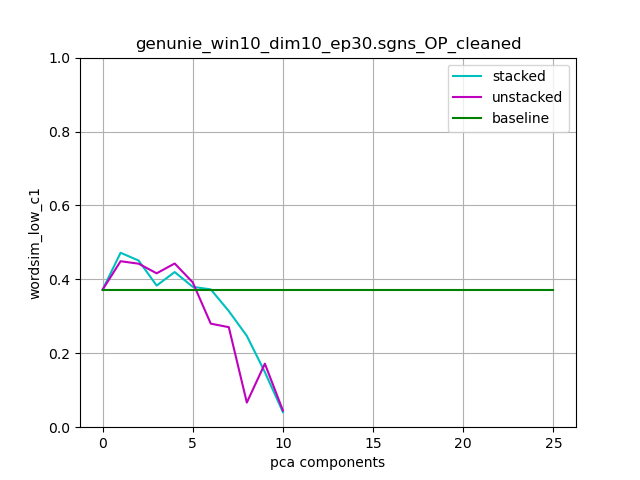 genunie_win10_dim10_ep30.sgns_OP_cleaned
stacked
unstacked
baseline
wordsim_low_c1
1.0
0.8
0.6
0.4
0.2
0.0
0 5 10 15 20 25
pca components